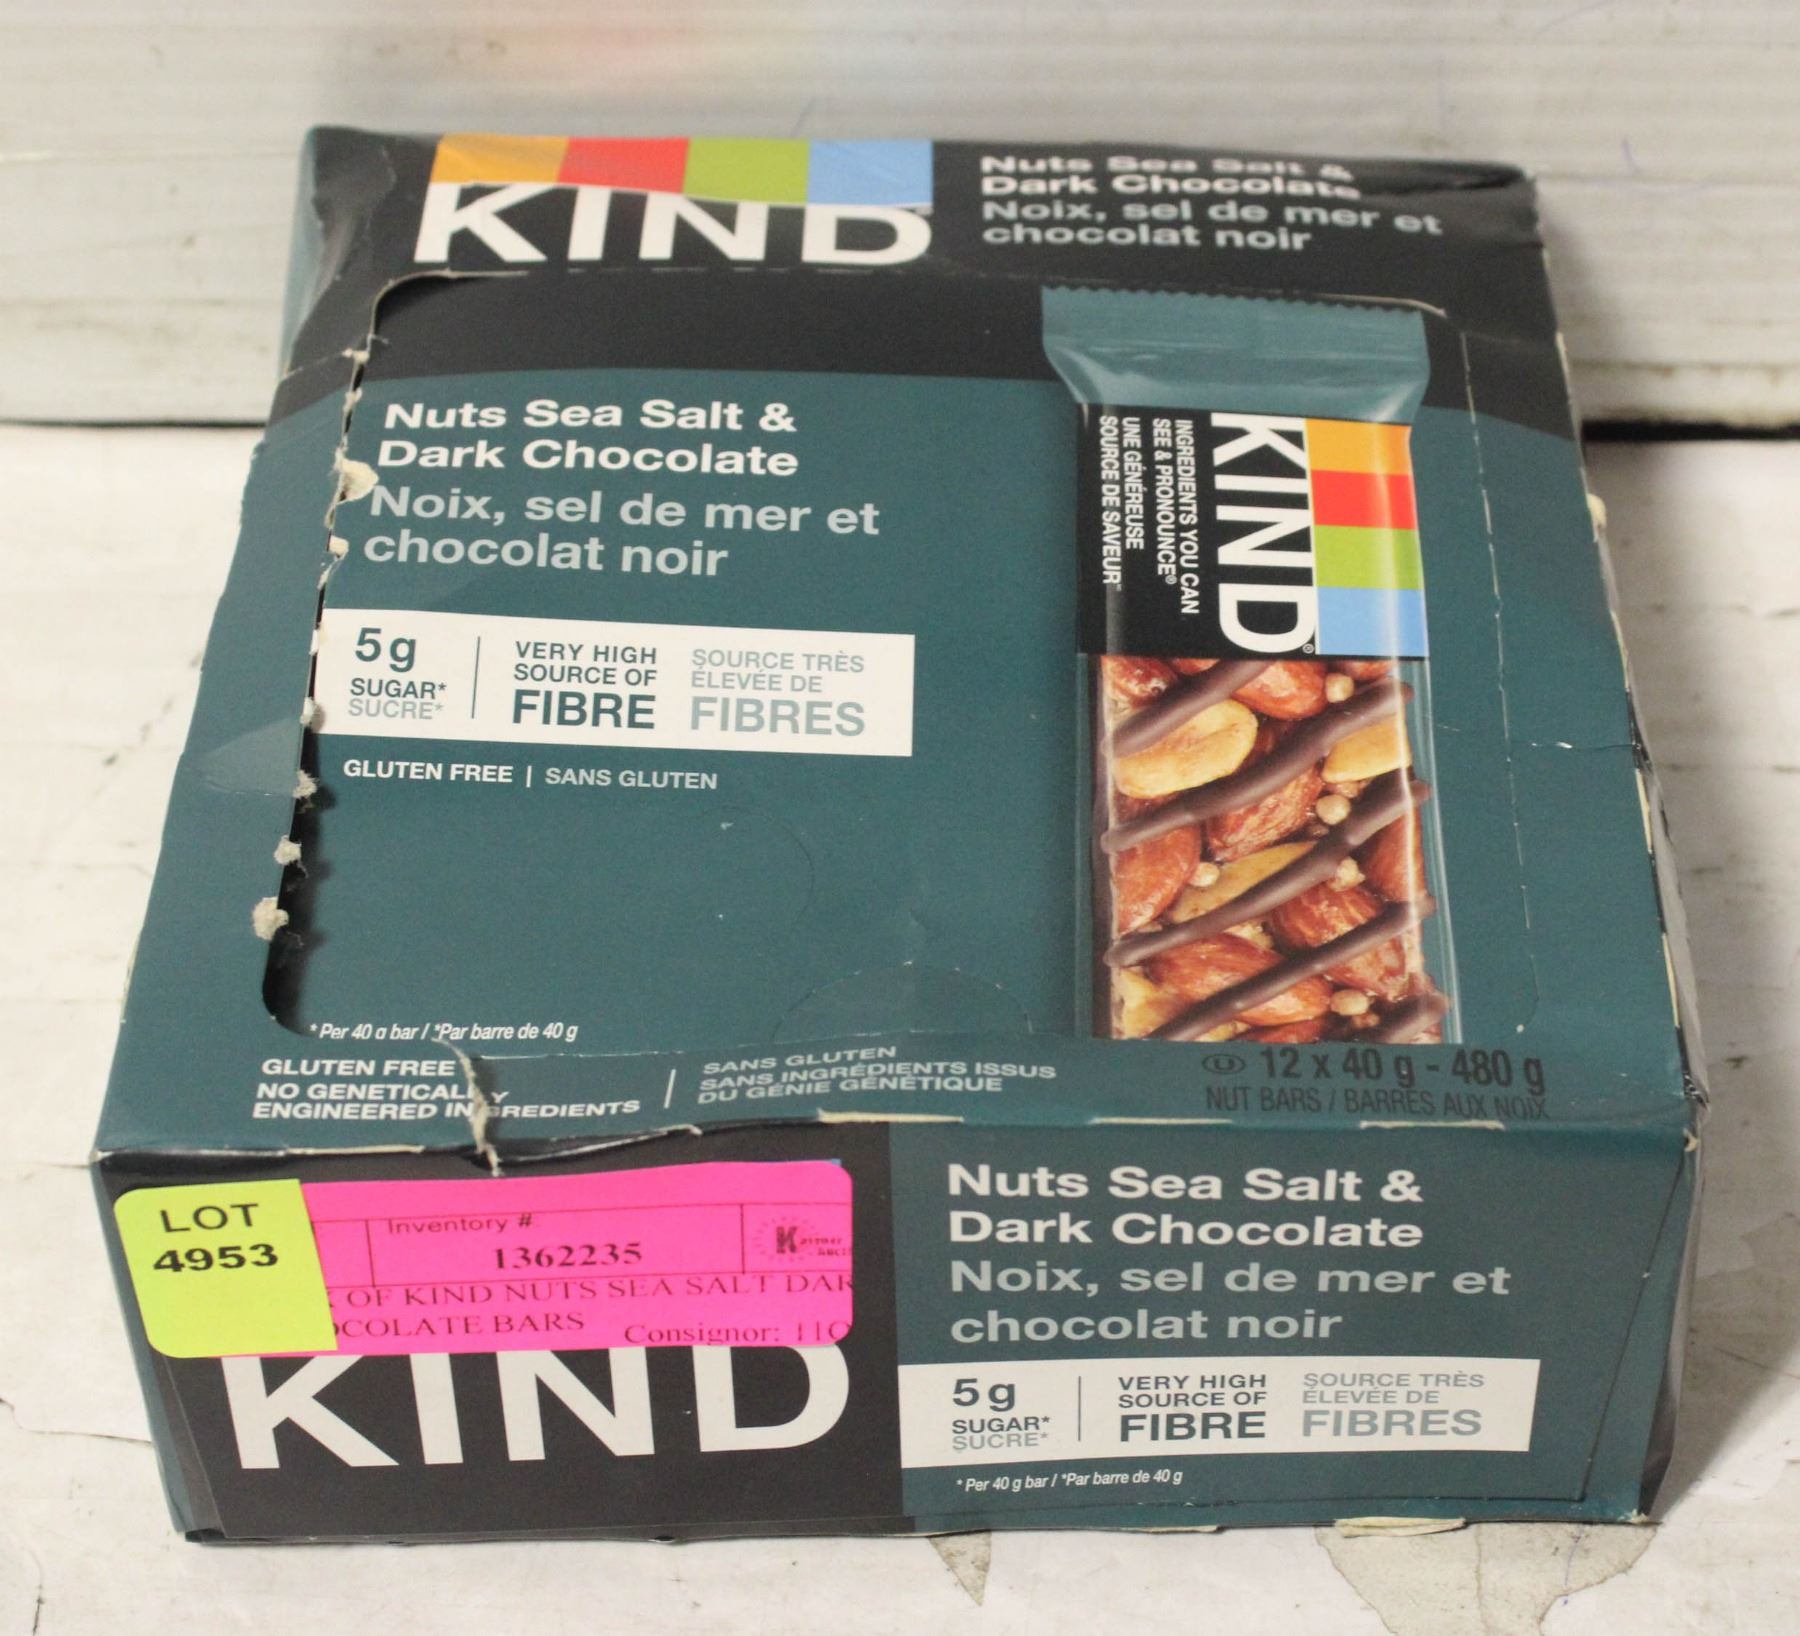 KIND
Nuts Sea Salt &
Dark Chocolate
Noix, sel de mer et
chocolat noir
Nuts Sea Salt &
Dark Chocolate
Noix, sel de mer et
chocolat noir
5g
SUGAR*
SUCRE*
VERY HIGH
SOURCE OF
FIBRE
SOURCE TRÈS
ÉLEVÉE DE
FIBRES
GLUTEN FREE | SANS GLUTEN
* Per 40 g bar / *Par barre de 40 g
KIND®
INGREDIENTS YOU CAN
SEE & PRONOUNCE®
UNE GÉNÉREUSE
SOURCE DE SAVEUR
GLUTEN FREE
NO GENETICALLY
ENGINEERED INGREDIENTS
SANS GLUTEN
SANS INGRÉDIENTS ISSUS
DU GÉNIE GÉNÉTIQUE
U 12 x 40 g - 480 g
NUT BARS / BARRES AUX NOIX
LOT
4953
Inventory #
1362235
OF KIND NUTS SEA SALT DAR
OCOLATE BARS
Consignor: 110
KIND
Nuts Sea Salt &
Dark Chocolate
Noix, sel de mer et
chocolat noir
5g
SUGAR*
SUCRE*
VERY HIGH
SOURCE OF
FIBRE
SOURCE TRÈS
ÉLEVÉE DE
FIBRES
* Per 40 g bar / *Par barre de 40 g